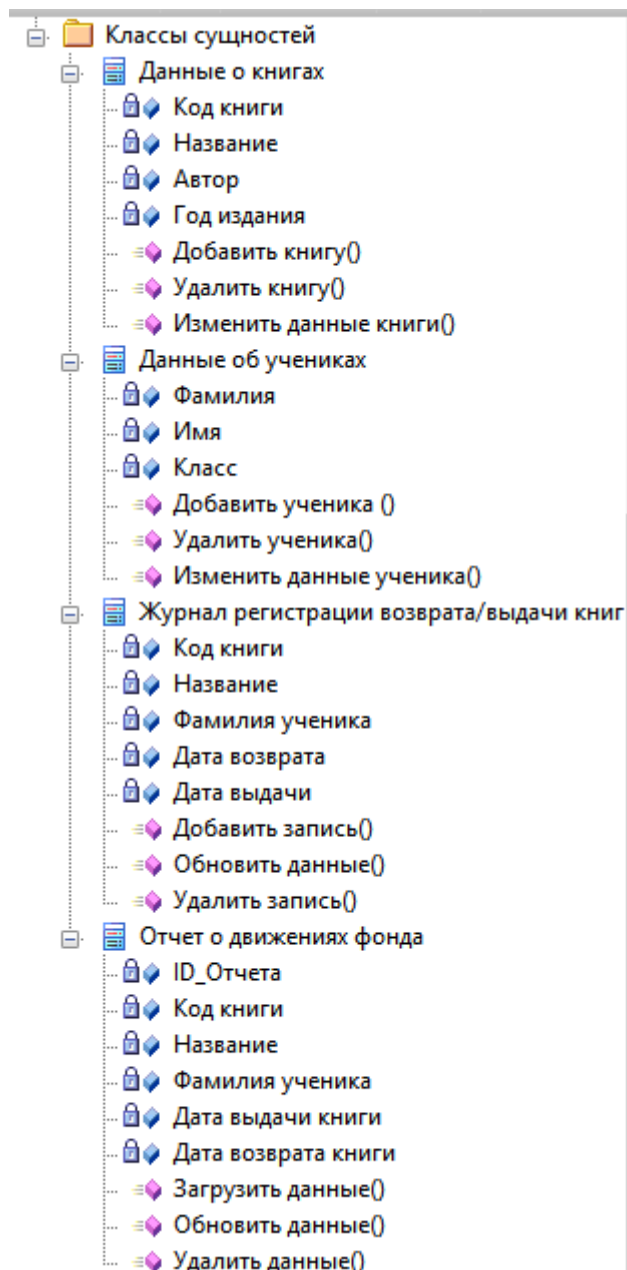 Классы сущностей
Данные о книгах
Код книги
Название
Автор
Год издания
Добавить книгу()
Удалить книгу()
Изменить данные книги()
Данные об учениках
Фамилия
Имя
Класс
Добавить ученика ()
Удалить ученика()
Изменить данные ученика()
Журнал регистрации возврата/выдачи книг
Код книги
Название
Фамилия ученика
Дата возврата
Дата выдачи
Добавить запись()
Обновить данные()
Удалить запись()
Отчет о движениях фонда
ID_Отчета
Код книги
Название
Фамилия ученика
Дата выдачи книги
Дата возврата книги
Загрузить данные()
Обновить данные()
Удалить данные()